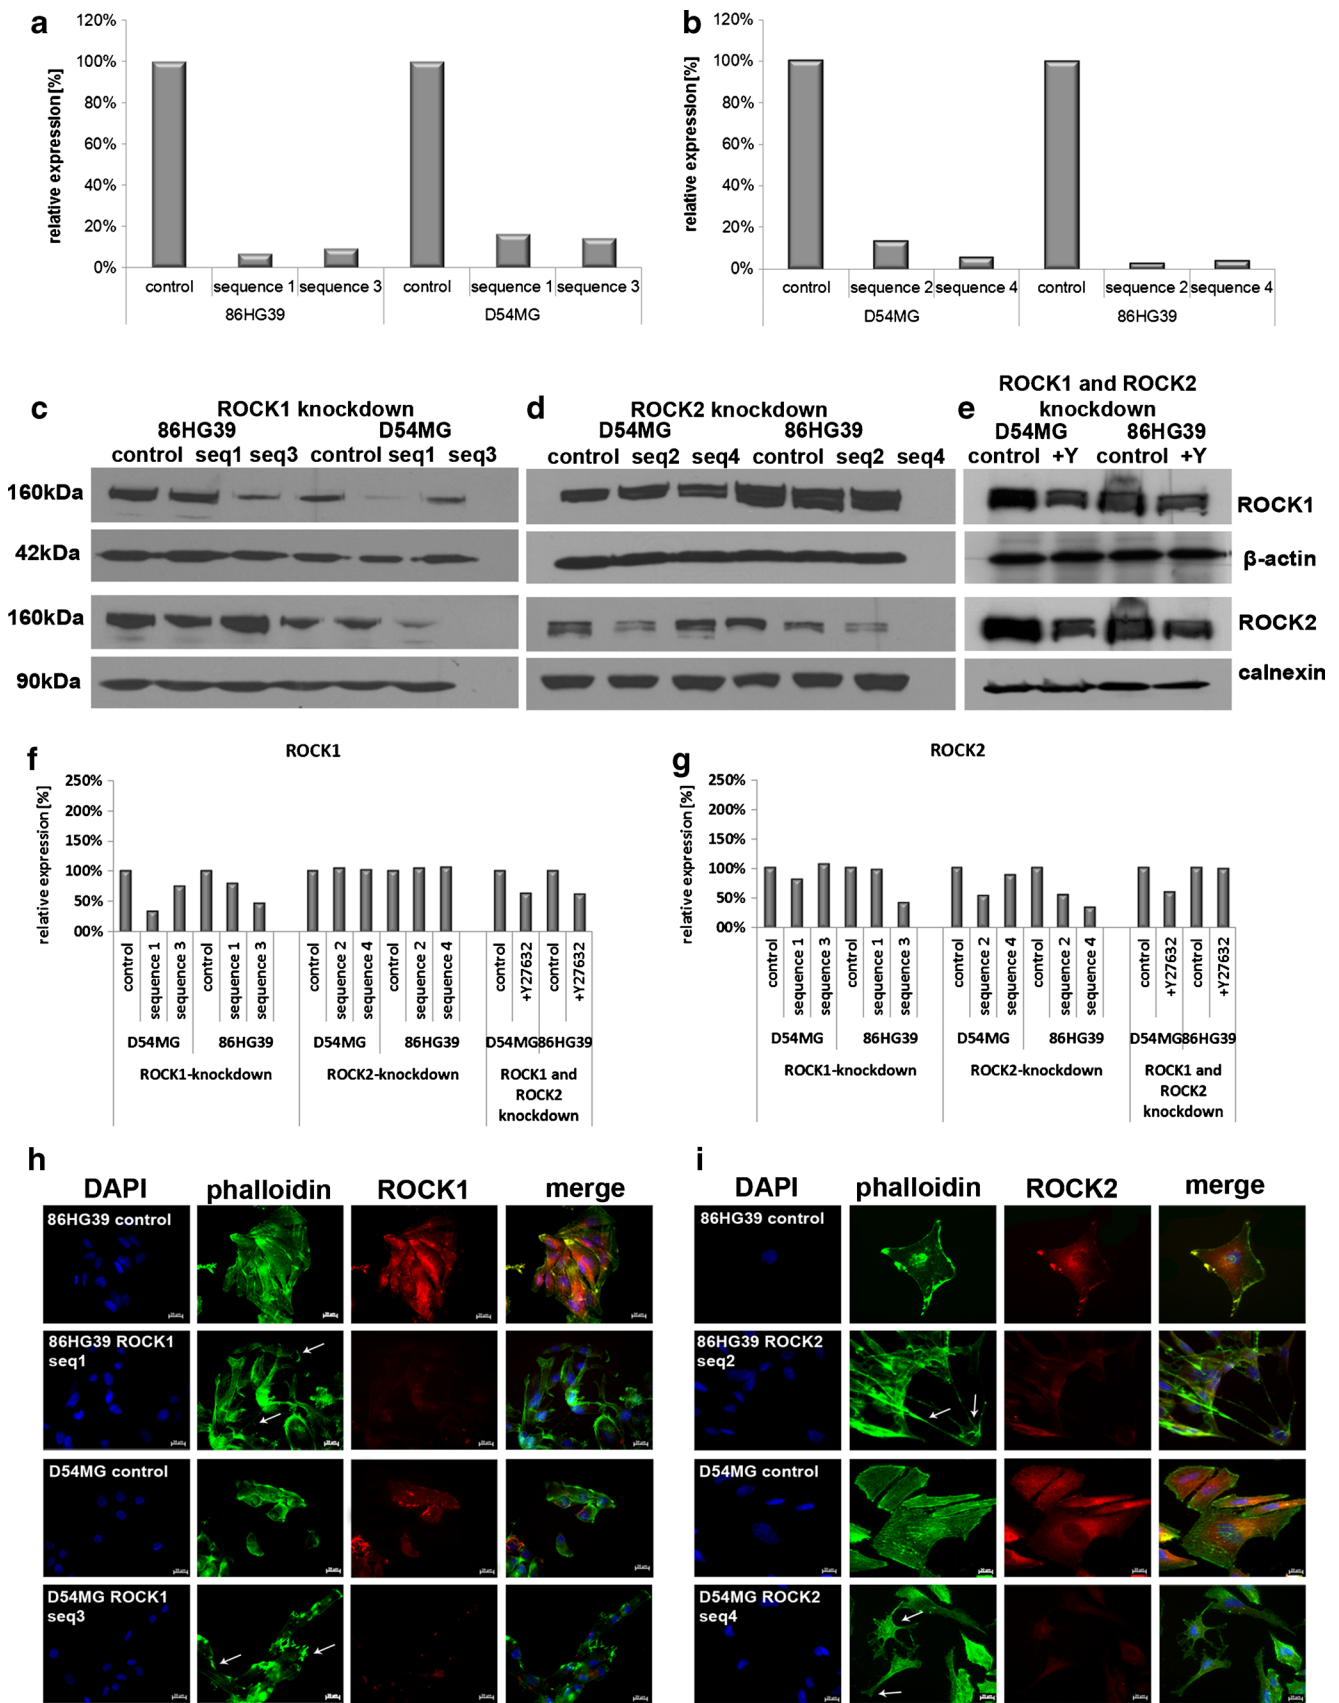 a
120%
100%
80%
60%
40%
20%
0%
relative expression [%]
control sequence 1 sequence 3 control sequence 1 sequence 3
86HG39 D54MG
b
120%
100%
80%
60%
40%
20%
0%
relative expression [%]
control sequence 2 sequence 4 control sequence 2 sequence 4
D54MG 86HG39
c
ROCK1 knockdown
86HG39 D54MG
control seq1 seq3 control seq1 seq3
160kDa
42kDa
160kDa
90kDa
d
ROCK2 knockdown
D54MG 86HG39
control seq2 seq4 control seq2 seq4
e
ROCK1 and ROCK2
knockdown
D54MG 86HG39
control +Y control +Y
ROCK1
β-actin
ROCK2
calnexin
f
ROCK1
250%
200%
150%
100%
50%
00%
relative expression [%]
control sequence 1 sequence 3 control sequence 1 sequence 3 control sequence 2 sequence 4 control sequence 2 sequence 4 control +Y27632 control +Y27632
D54MG 86HG39 D54MG 86HG39 D54MG 86HG39
ROCK1-knockdown ROCK2-knockdown ROCK1 and
ROCK2
knockdown
g
ROCK2
250%
200%
150%
100%
50%
00%
relative expression [%]
control sequence 1 sequence 3 control sequence 1 sequence 3 control sequence 2 sequence 4 control sequence 2 sequence 4 control +Y27632 control +Y27632
D54MG 86HG39 D54MG 86HG39 D54MG 86HG39
ROCK1-knockdown ROCK2-knockdown ROCK1 and
ROCK2
knockdown
h
DAPI phalloidin ROCK1 merge
86HG39 control
86HG39 ROCK1
seq1
D54MG control
D54MG ROCK1
seq3
i
DAPI phalloidin ROCK2 merge
86HG39 control
86HG39 ROCK2
seq2
D54MG control
D54MG ROCK2
seq4